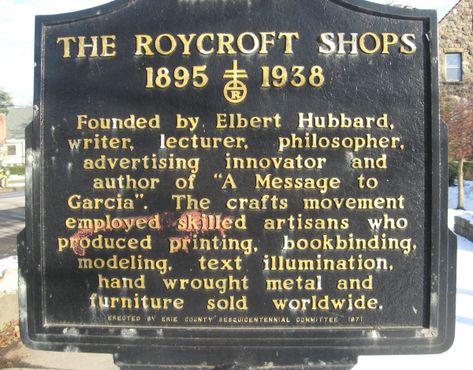 THE ROYCROFT SHOPS
1895 R 1938
Founded by Elbert Hubbard,
writer, lecturer, philosopher,
advertising innovator and
author of "A Message to
Garcia". The crafts movement
employed skilled artisans who
produced printing, bookbinding,
modeling, text illumination,
hand wrought metal and
furniture sold worldwide.
ERECTED BY ERIE COUNTY SESQUICENTENNIAL COMMITTEE 1971